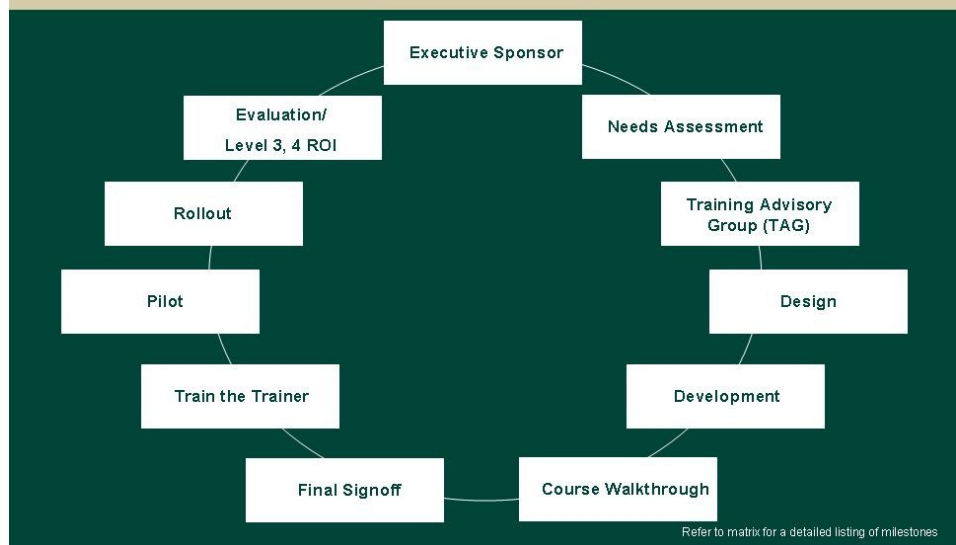 Executive Sponsor
Needs Assessment
Training Advisory
Group (TAG)
Design
Development
Course Walkthrough
Final Signoff
Train the Trainer
Pilot
Rollout
Evaluation/
Level 3, 4 ROI
Refer to matrix for a detailed listing of milestones